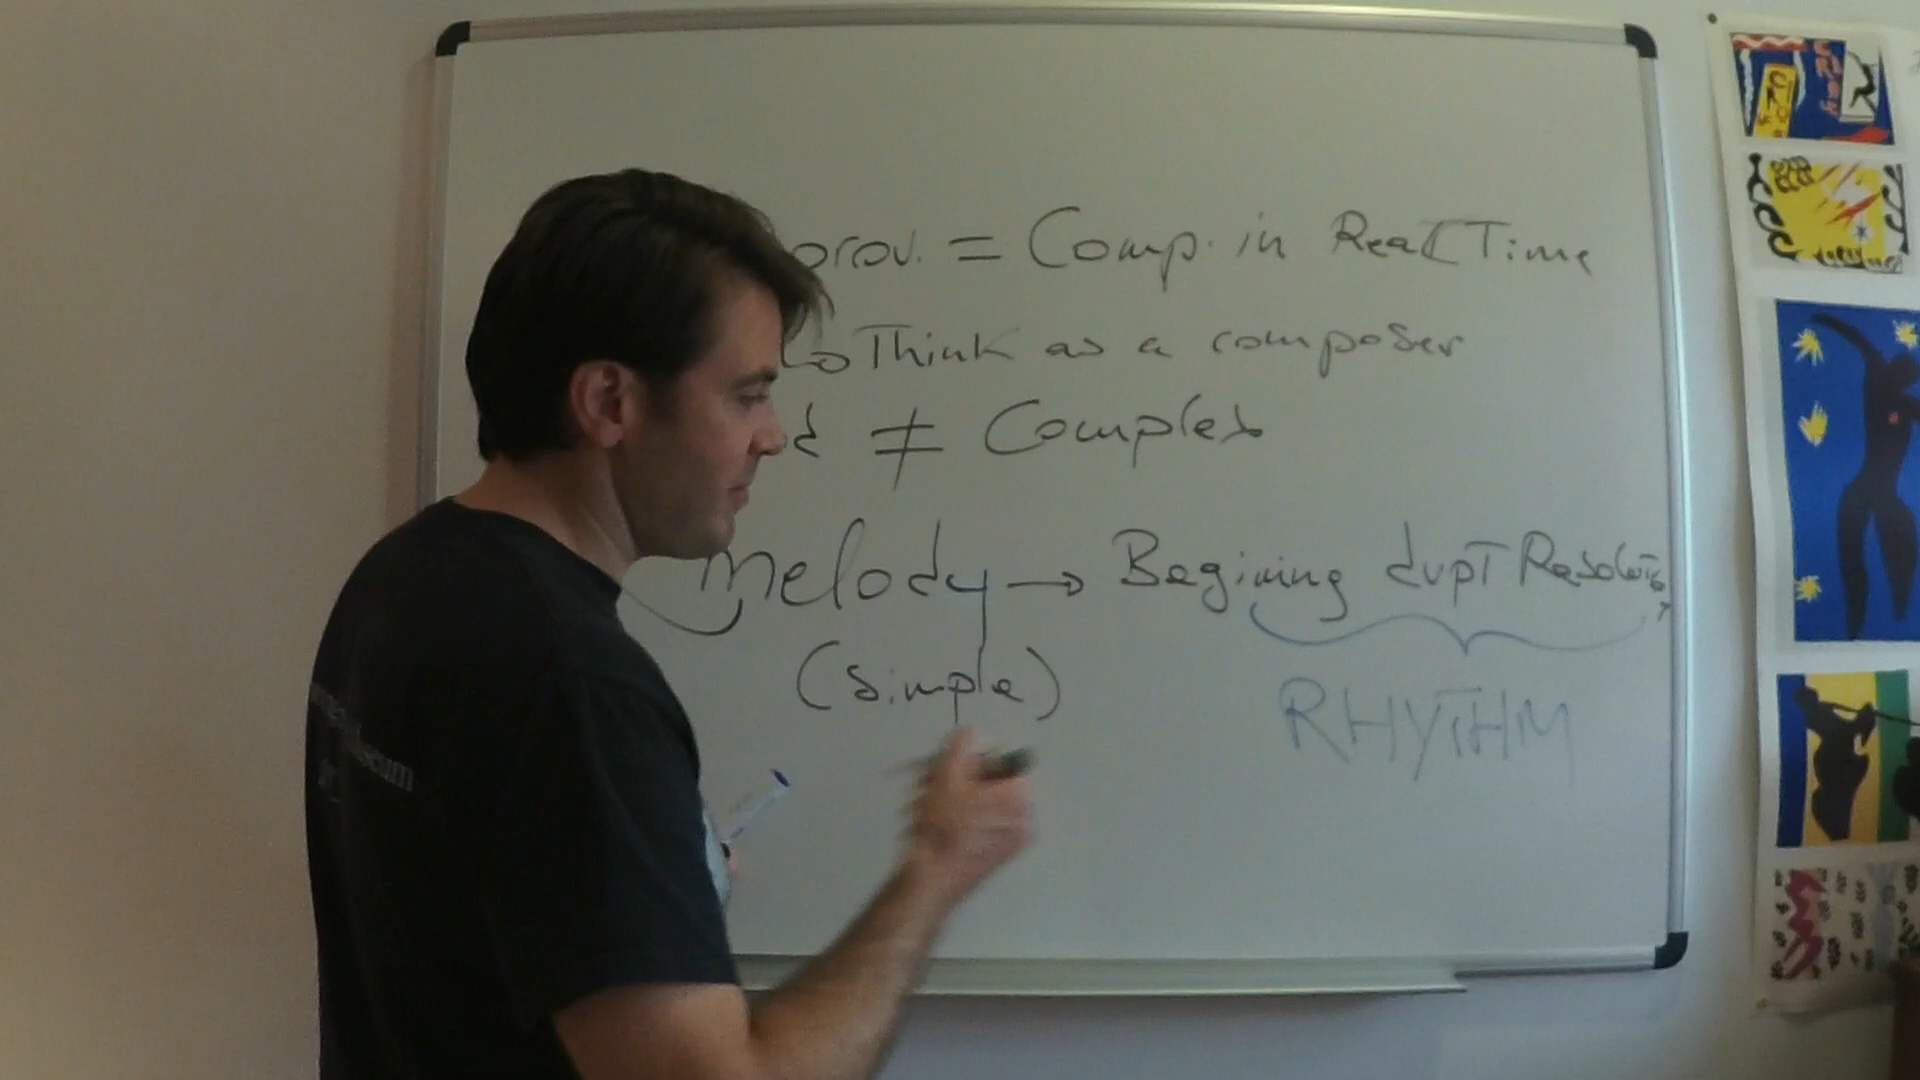 prov. = Comp. in Real Time
↳ Think as a composer
d ≠ Complex
Melody → Begining dvpT Resolution
(Simple)
RHYTHM